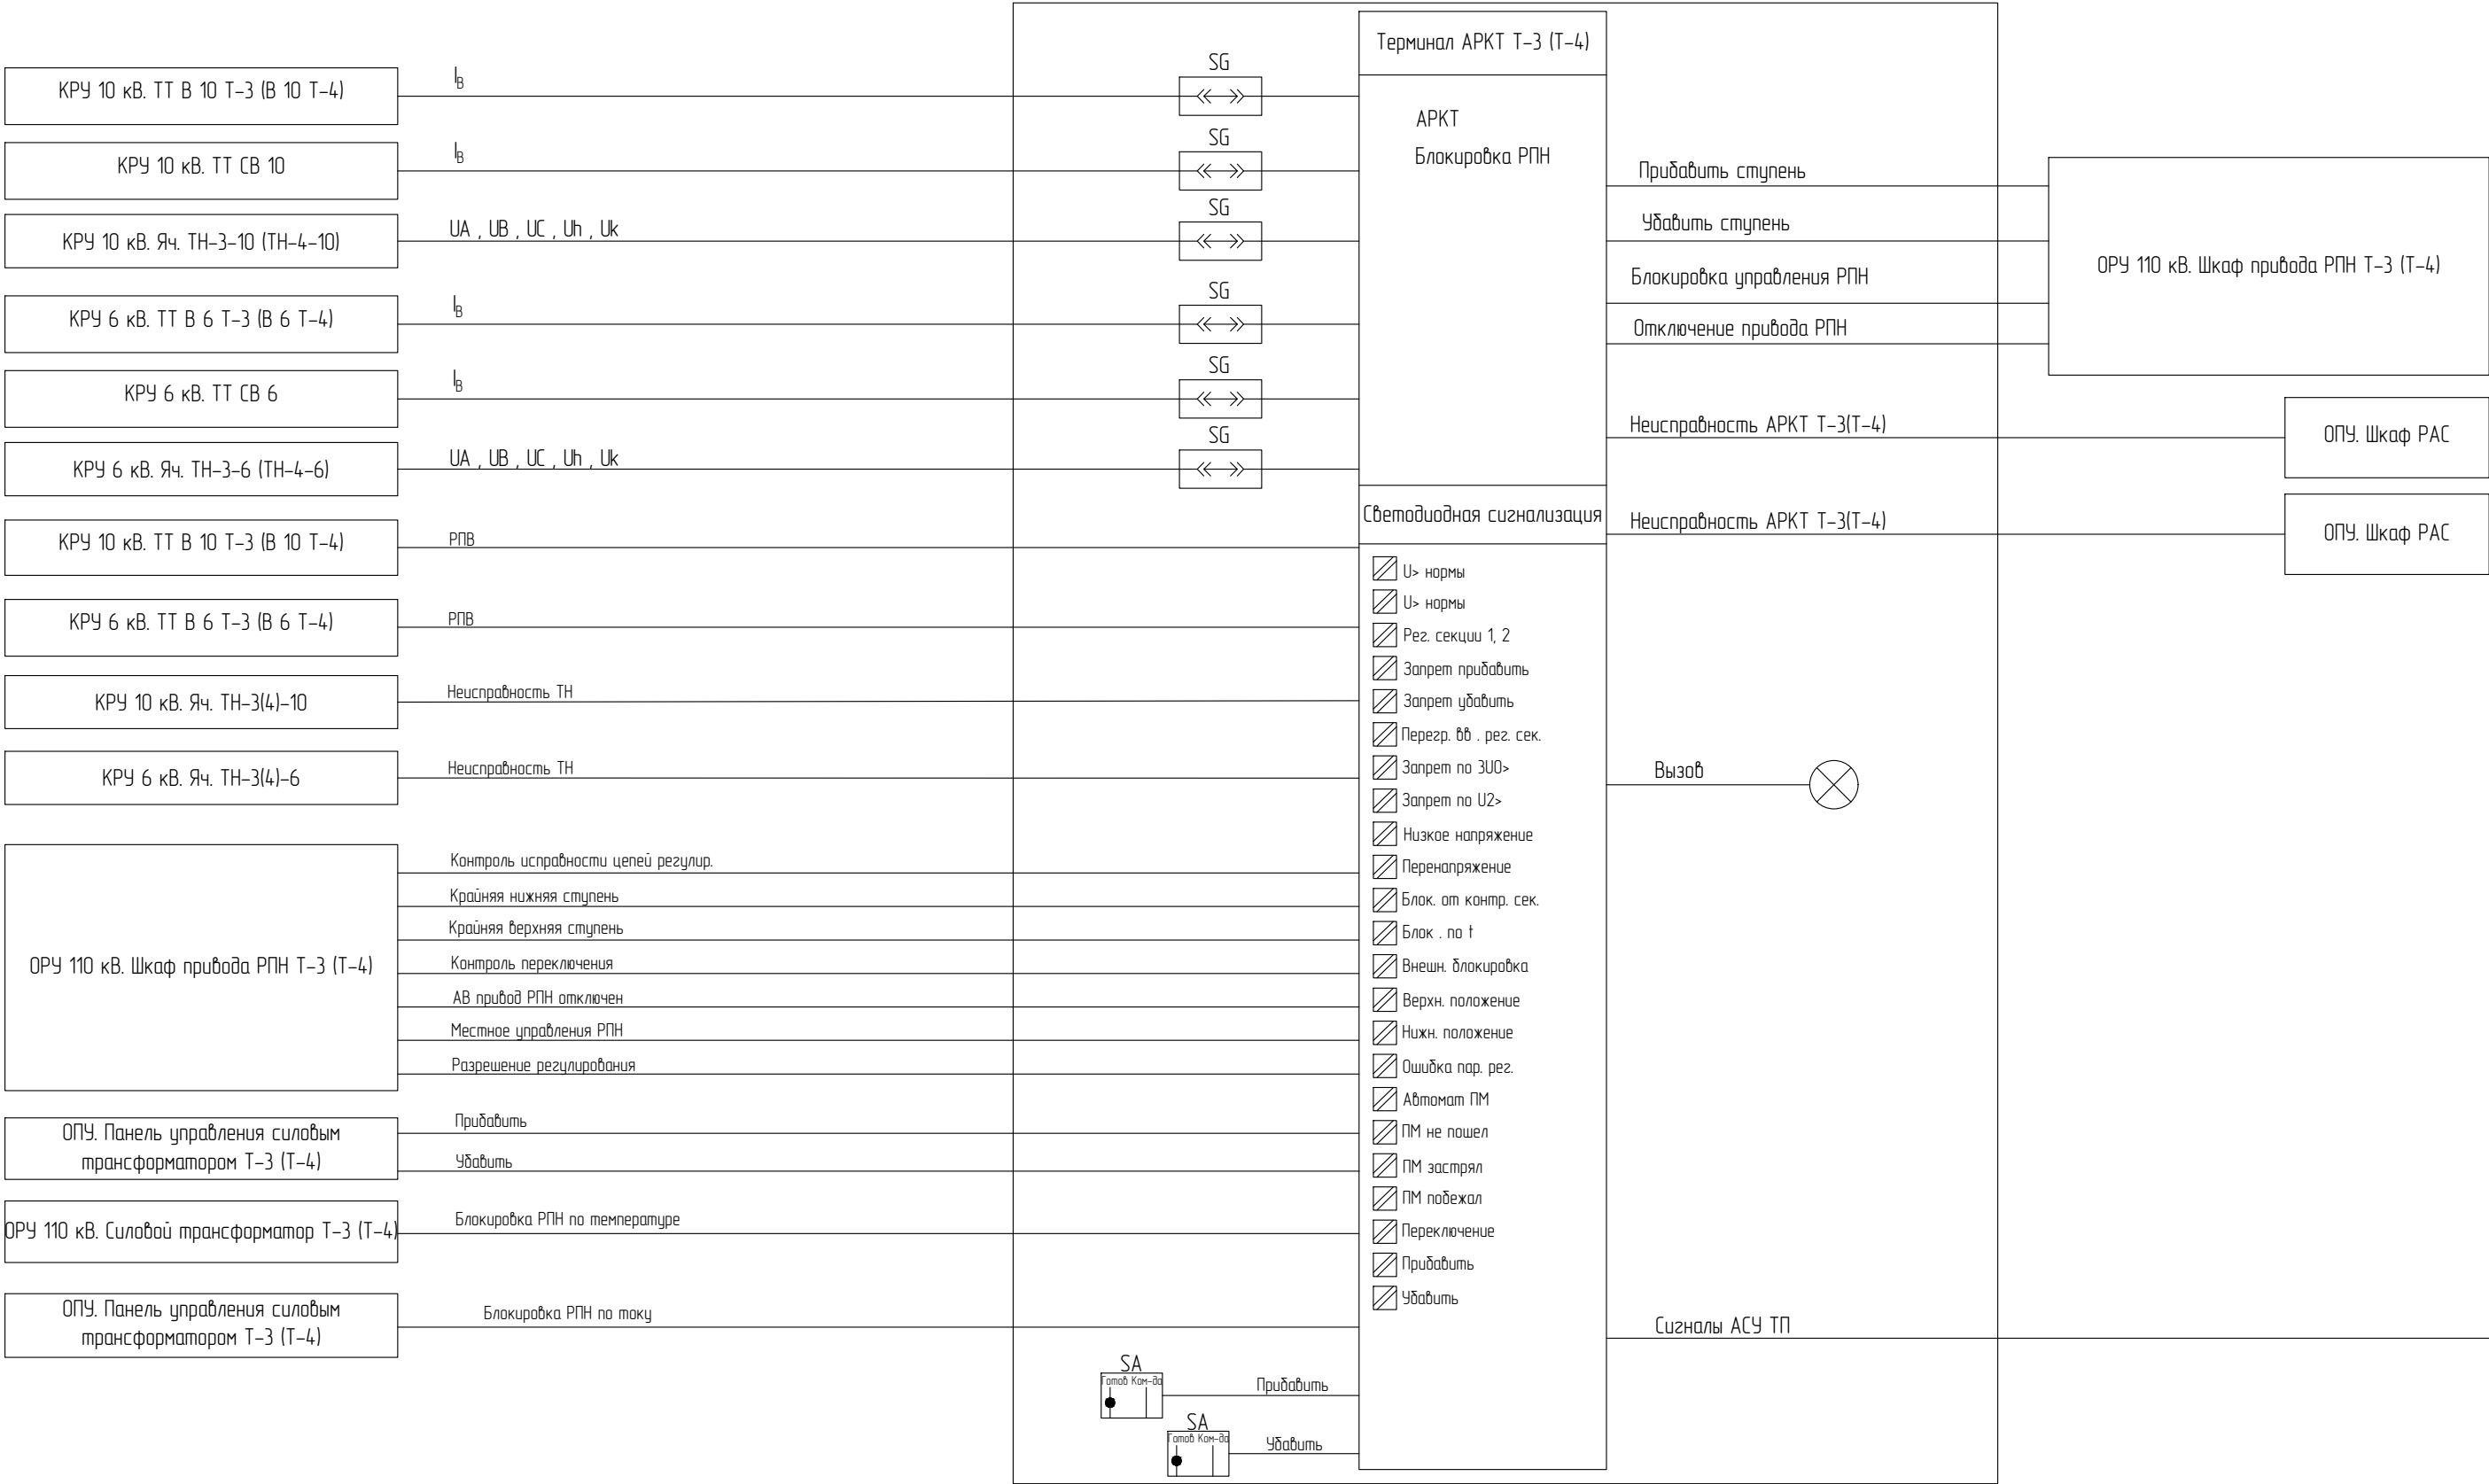 КРУ 10 кВ. ТТ В 10 Т-3 (В 10 Т-4)
IВ
SG
КРУ 10 кВ. ТТ СВ 10
IВ
SG
КРУ 10 кВ. Яч. ТН-3-10 (ТН-4-10)
UA , UB , UC , Uh , Uk
SG
КРУ 6 кВ. ТТ В 6 Т-3 (В 6 Т-4)
IВ
SG
КРУ 6 кВ. ТТ СВ 6
IВ
SG
КРУ 6 кВ. Яч. ТН-3-6 (ТН-4-6)
UA , UB , UC , Uh , Uk
SG
КРУ 10 кВ. ТТ В 10 Т-3 (В 10 Т-4)
РПВ
КРУ 6 кВ. ТТ В 6 Т-3 (В 6 Т-4)
РПВ
КРУ 10 кВ. Яч. ТН-3(4)-10
Неисправность ТН
КРУ 6 кВ. Яч. ТН-3(4)-6
Неисправность ТН
ОРУ 110 кВ. Шкаф привода РПН Т-3 (Т-4)
Контроль исправности цепей регулир.
Крайняя нижняя ступень
Крайняя верхняя ступень
Контроль переключения
АВ привод РПН отключен
Местное управления РПН
Разрешение регулирования
ОПУ. Панель управления силовым
трансформатором Т-3 (Т-4)
Прибавить
Убавить
ОРУ 110 кВ. Силовой трансформатор Т-3 (Т-4)
Блокировка РПН по температуре
ОПУ. Панель управления силовым
трансформатором Т-3 (Т-4)
Блокировка РПН по току
SA
Готов Ком-да
Прибавить
SA
Готов Ком-да
Убавить
Терминал АРКТ Т-3 (Т-4)
АРКТ
Блокировка РПН
Светодиодная сигнализация
U> нормы
U> нормы
Рег. секции 1, 2
Запрет прибавить
Запрет убавить
Перегр. вв . рег. сек.
Запрет по 3U0>
Запрет по U2>
Низкое напряжение
Перенапряжение
Блок. от контр. сек.
Блок . по t
Внешн. блокировка
Верхн. положение
Нижн. положение
Ошибка пар. рег.
Автомат ПМ
ПМ не пошел
ПМ застрял
ПМ побежал
Переключение
Прибавить
Убавить
Прибавить ступень
Убавить ступень
Блокировка управления РПН
Отключение привода РПН
ОРУ 110 кВ. Шкаф привода РПН Т-3 (Т-4)
Неисправность АРКТ Т-3(Т-4)
ОПУ. Шкаф РАС
Неисправность АРКТ Т-3(Т-4)
ОПУ. Шкаф РАС
Вызов
Сигналы АСУ ТП